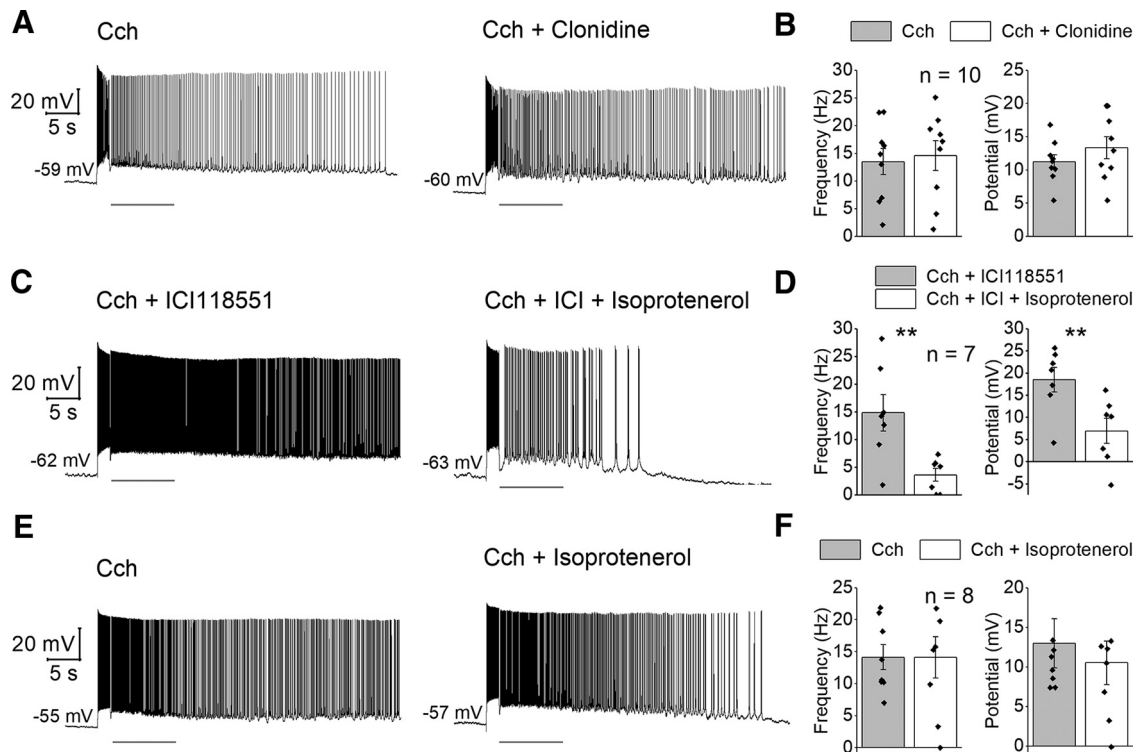 A
Cch
Cch + Clonidine
20 mV
5 s
-59 mV
-60 mV
B
Cch
Cch + Clonidine
n = 10
Frequency (Hz)
30
25
20
15
10
5
0
Potential (mV)
25
20
15
10
5
0
C
Cch + ICI118551
Cch + ICI + Isoprotenerol
20 mV
5 s
-62 mV
-63 mV
D
Cch + ICI118551
Cch + ICI + Isoprotenerol
**
n = 7
Frequency (Hz)
30
25
20
15
10
5
0
**
Potential (mV)
30
25
20
15
10
5
0
-5
E
Cch
Cch + Isoprotenerol
20 mV
5 s
-55 mV
-57 mV
F
Cch
Cch + Isoprotenerol
n = 8
Frequency (Hz)
25
20
15
10
5
0
Potential (mV)
20
15
10
5
0